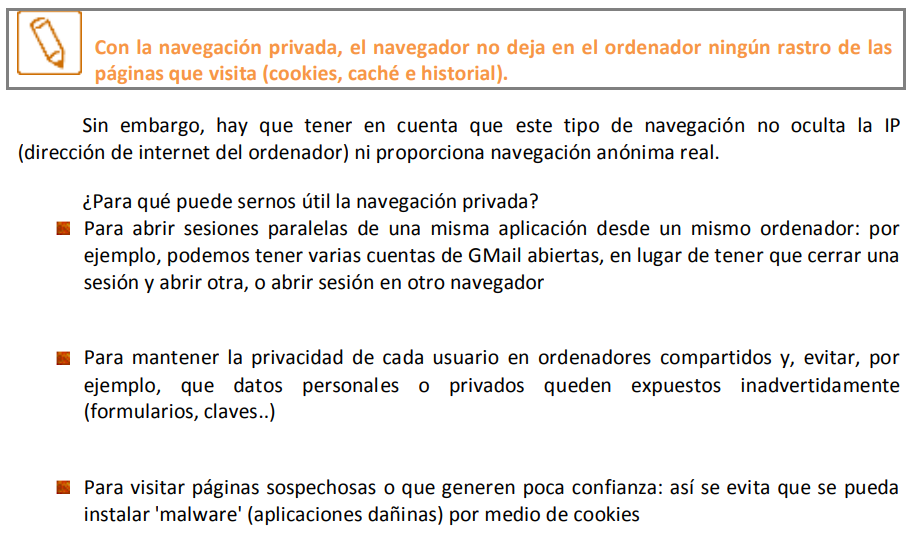 Con la navegación privada, el navegador no deja en el ordenador ningún rastro de las
páginas que visita (cookies, caché e historial).
Sin embargo, hay que tener en cuenta que este tipo de navegación no oculta la IP
(dirección de internet del ordenador) ni proporciona navegación anónima real.
¿Para qué puede sernos útil la navegación privada?
Para abrir sesiones paralelas de una misma aplicación desde un mismo ordenador: por
ejemplo, podemos tener varias cuentas de GMail abiertas, en lugar de tener que cerrar una
sesión y abrir otra, o abrir sesión en otro navegador
Para mantener la privacidad de cada usuario en ordenadores compartidos y, evitar, por
ejemplo, que datos personales o privados queden expuestos inadvertidamente
(formularios, claves..)
Para visitar páginas sospechosas o que generen poca confianza: así se evita que se pueda
instalar 'malware' (aplicaciones dañinas) por medio de cookies